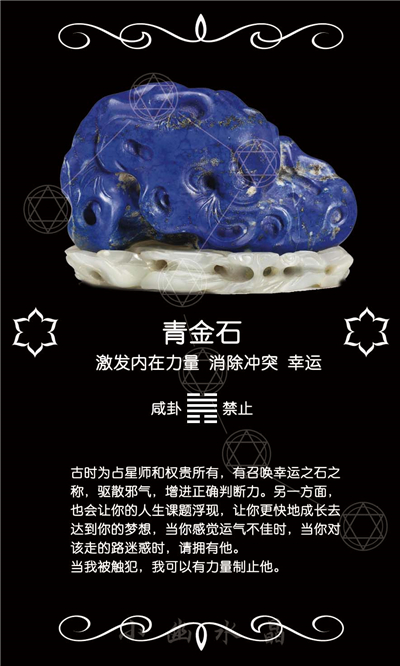 青金石
激发内在力量 消除冲突 幸运
咸卦 禁止
古时为占星师和权贵所有，有召唤幸运之石之
称，驱散邪气，增进正确判断力。另一方面，
也会让你的人生课题浮现，让你更快地成长去
达到你的梦想，当你感觉运气不佳时，当你对
该走的路迷惑时，请拥有他。
当我被触犯，我可以有力量制止他。
小幽水晶